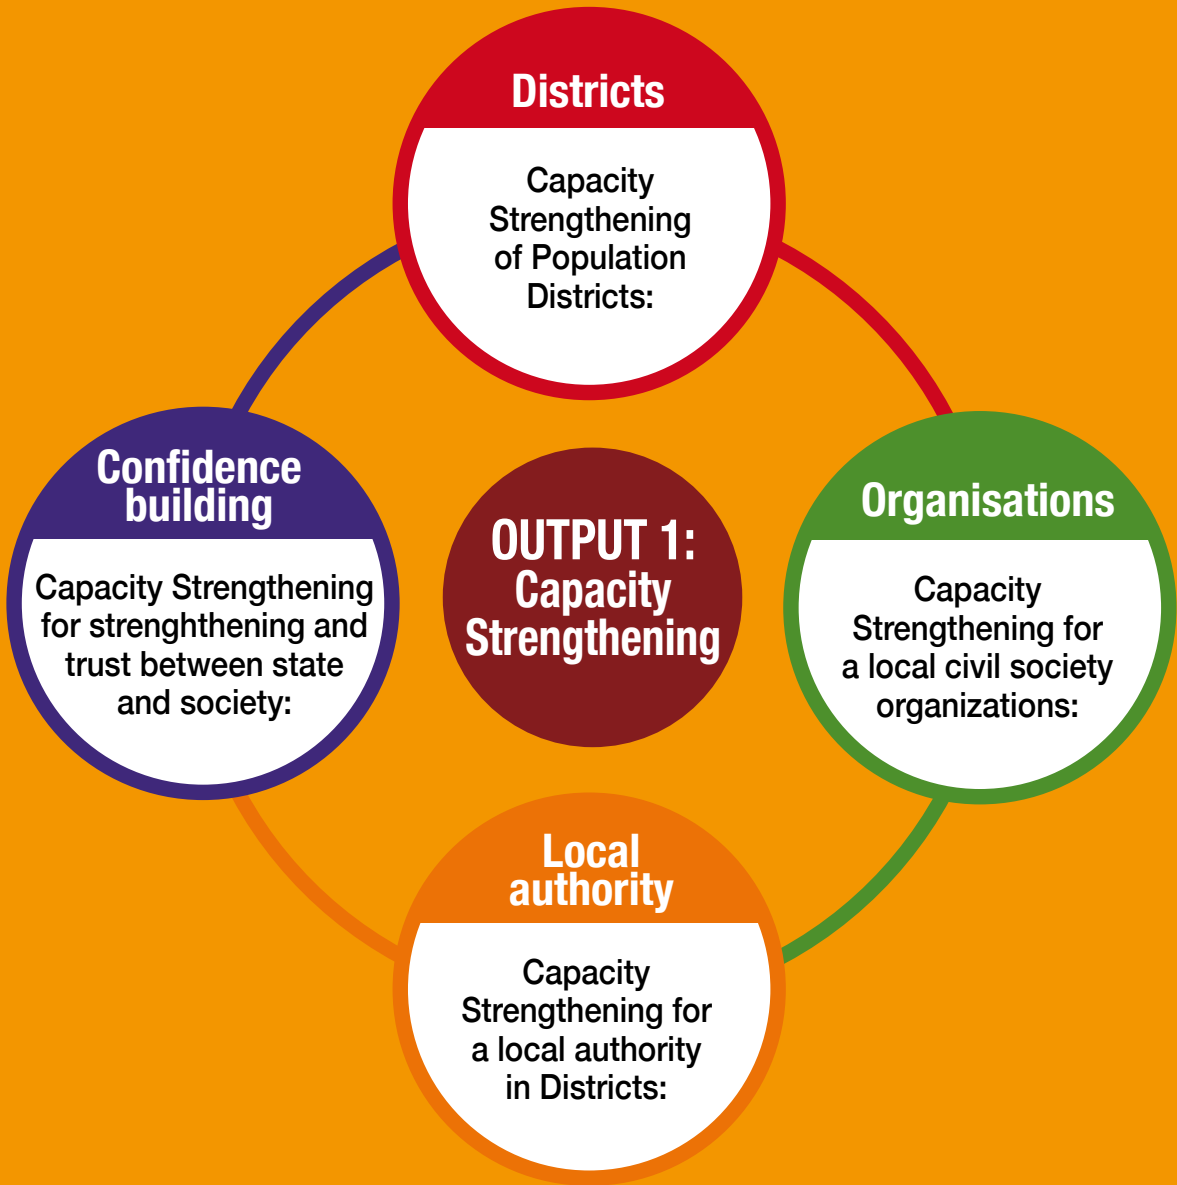 Districts
Capacity
Strengthening
of Population
Districts:
Confidence
building
Capacity Strengthening
for strenghthening and
trust between state
and society:
OUTPUT 1:
Capacity
Strengthening
Organisations
Capacity
Strengthening for
a local civil society
organizations:
Local
authority
Capacity
Strengthening for
a local authority
in Districts: